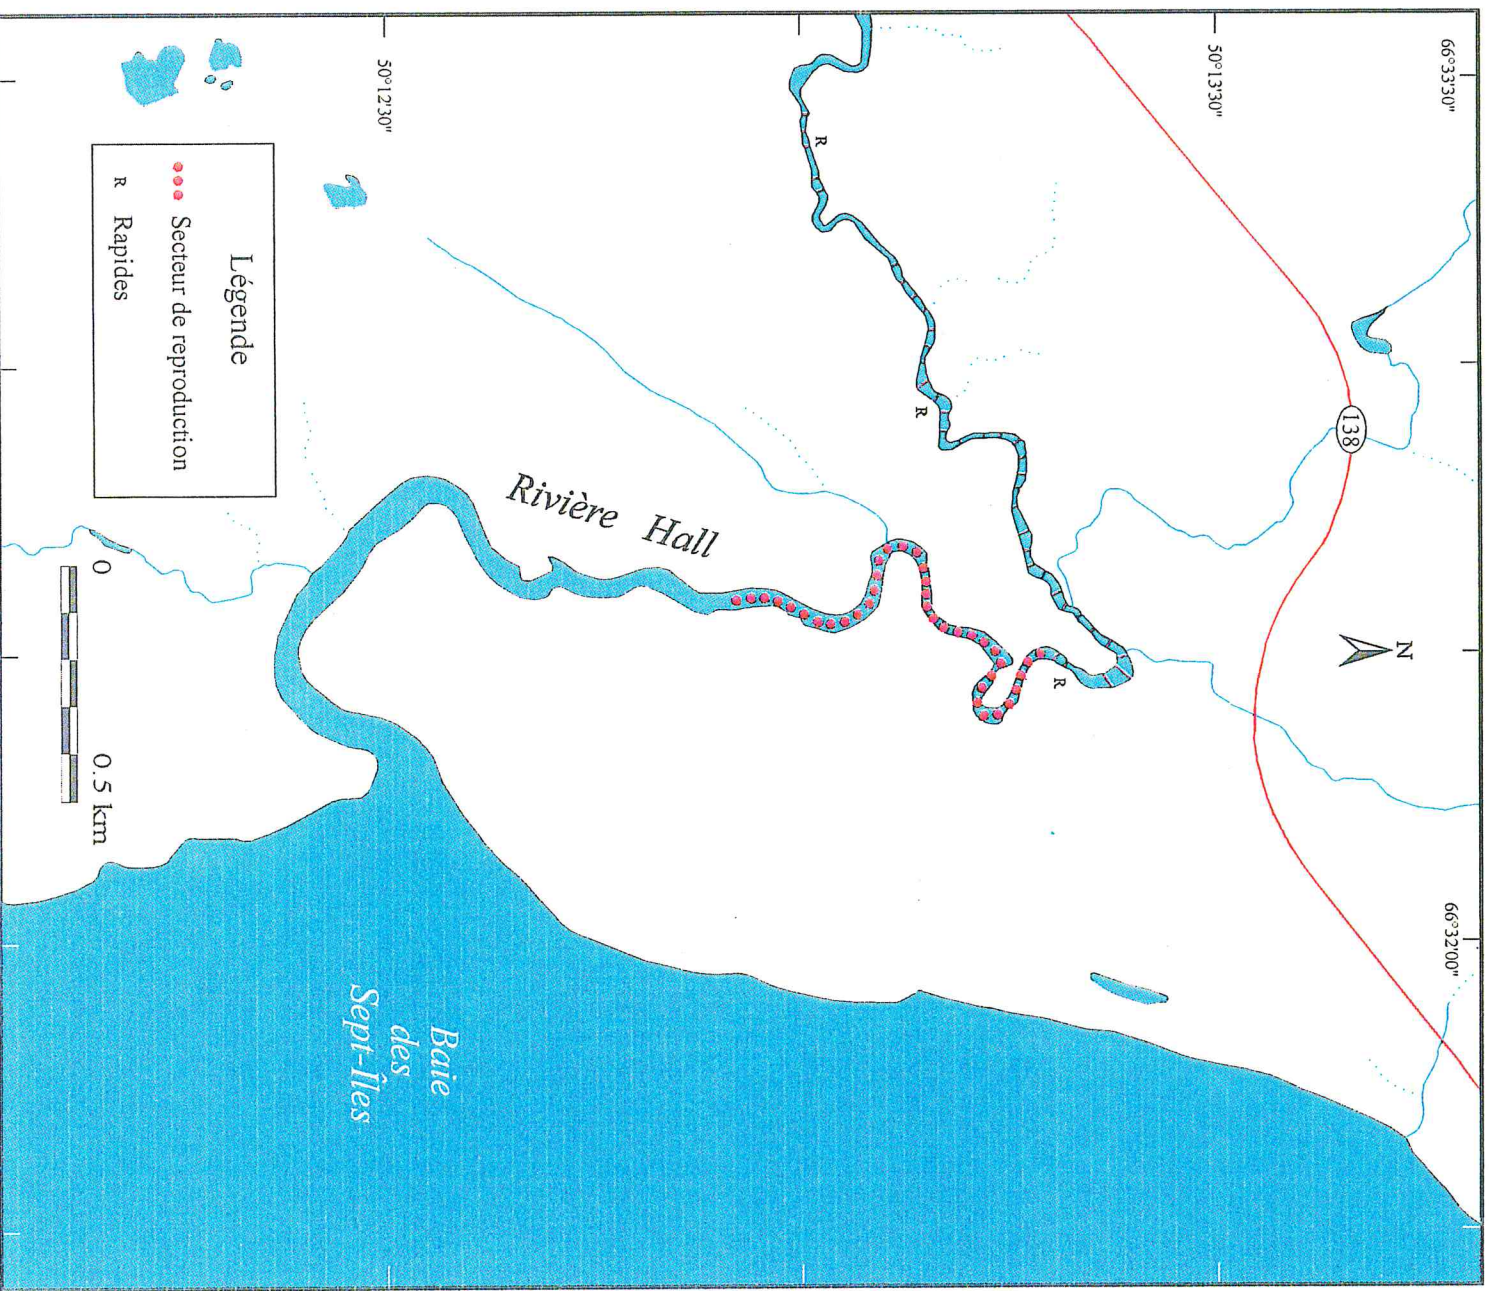 66°33'30"
66°32'00"
50°13'30"
138
N
R
R
R
50°12'30"
Rivière Hall
Baie
des
Sept-Îles
Légende
Secteur de reproduction
R Rapides
0 0.5 km